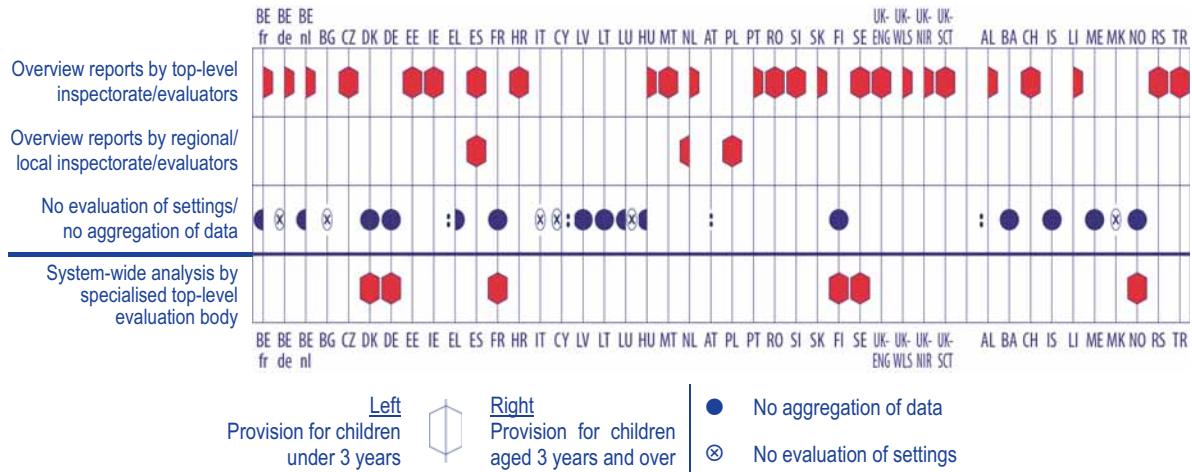 BE BE BE UK- UK- UK- UK-
fr de nl BG CZ DK DE EE IE EL ES FR HR IT CY LV LT LU HU MT NL AT PL PT RO SI SK FI SE ENG WLS NIR SCT AL BA CH IS LI ME MK NO RS TR
Overview reports by top-level
inspectorate/evaluators
Overview reports by regional/
local inspectorate/evaluators
No evaluation of settings/
no aggregation of data
System-wide analysis by
specialised top-level
evaluation body
BE BE BE BG CZ DK DE EE IE EL ES FR HR IT CY LV LT LU HU MT NL AT PL PT RO SI SK FI SE UK- UK- UK- UK- AL BA CH IS LI ME MK NO RS TR
fr de nl ENG WLS NIR SCT
Left
Provision for children
under 3 years
Right
Provision for children
aged 3 years and over
No aggregation of data
No evaluation of settings